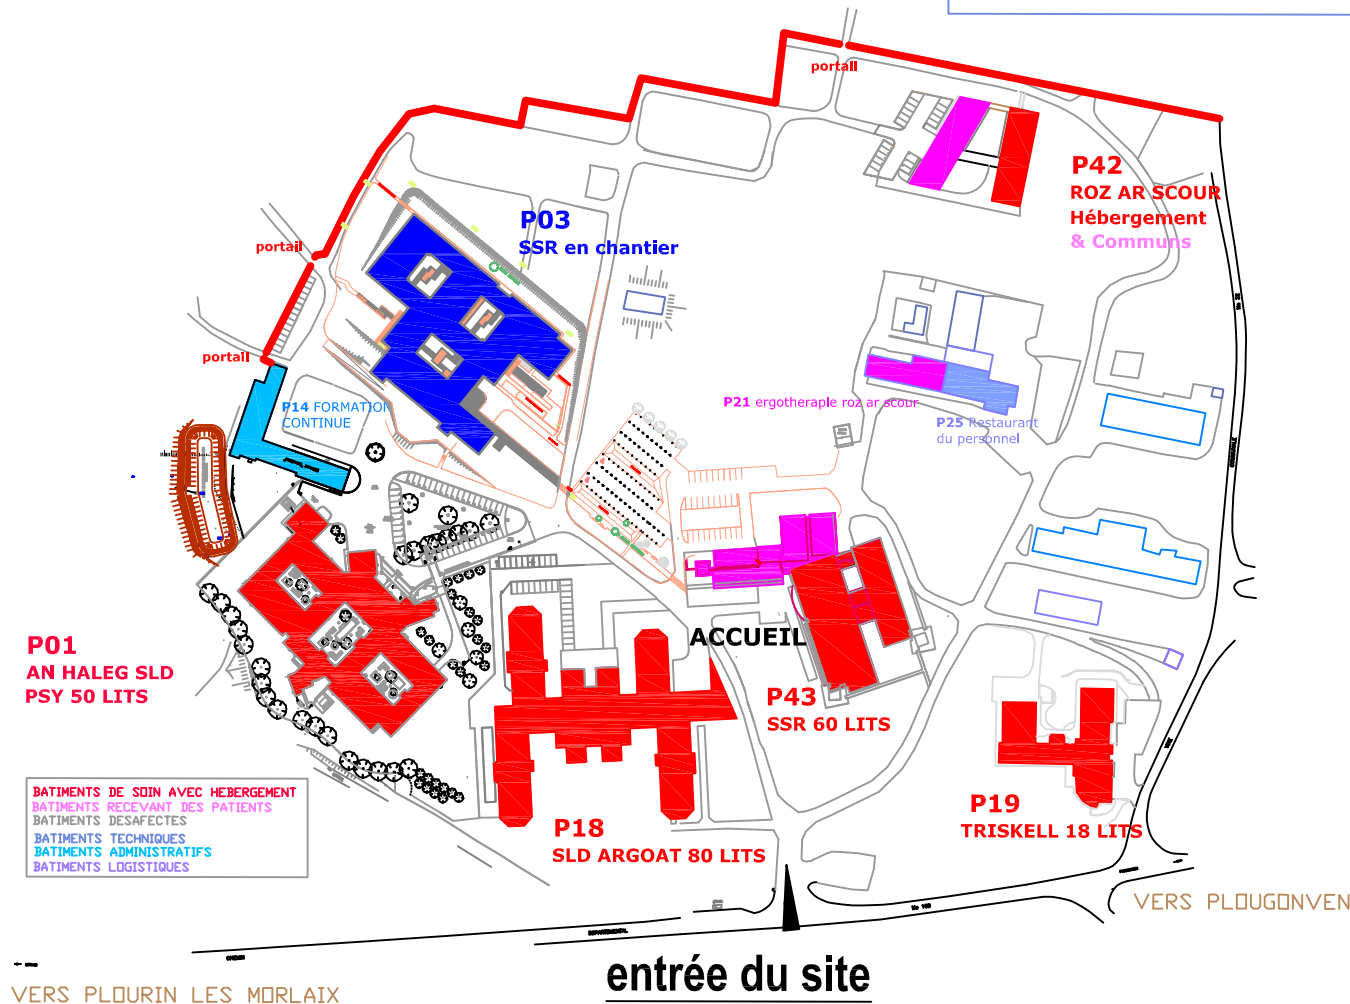 portail
P42
ROZ AR SCOUR
Hébergement
& Communs
P03
SSR en chantier
portail
portail
P14 FORMATION
CONTINUE
P21 ergotherapie roz ar scour
P25 Restaurant
du personnel
ACCUEIL
P01
AN HALEG SLD
PSY 50 LITS
P43
SSR 60 LITS
P19
TRISKELL 18 LITS
P18
SLD ARGOAT 80 LITS
BATIMENTS DE SOIN AVEC HEBERGEMENT
BATIMENTS RECEVANT DES PATIENTS
BATIMENTS DESAFECTES
BATIMENTS TECHNIQUES
BATIMENTS ADMINISTRATIFS
BATIMENTS LOGISTIQUES
VERS PLOUGONVEN
DEPARTEMENTAL
CHEMIN
entrée du site
VERS PLOURIN LES MORLAIX